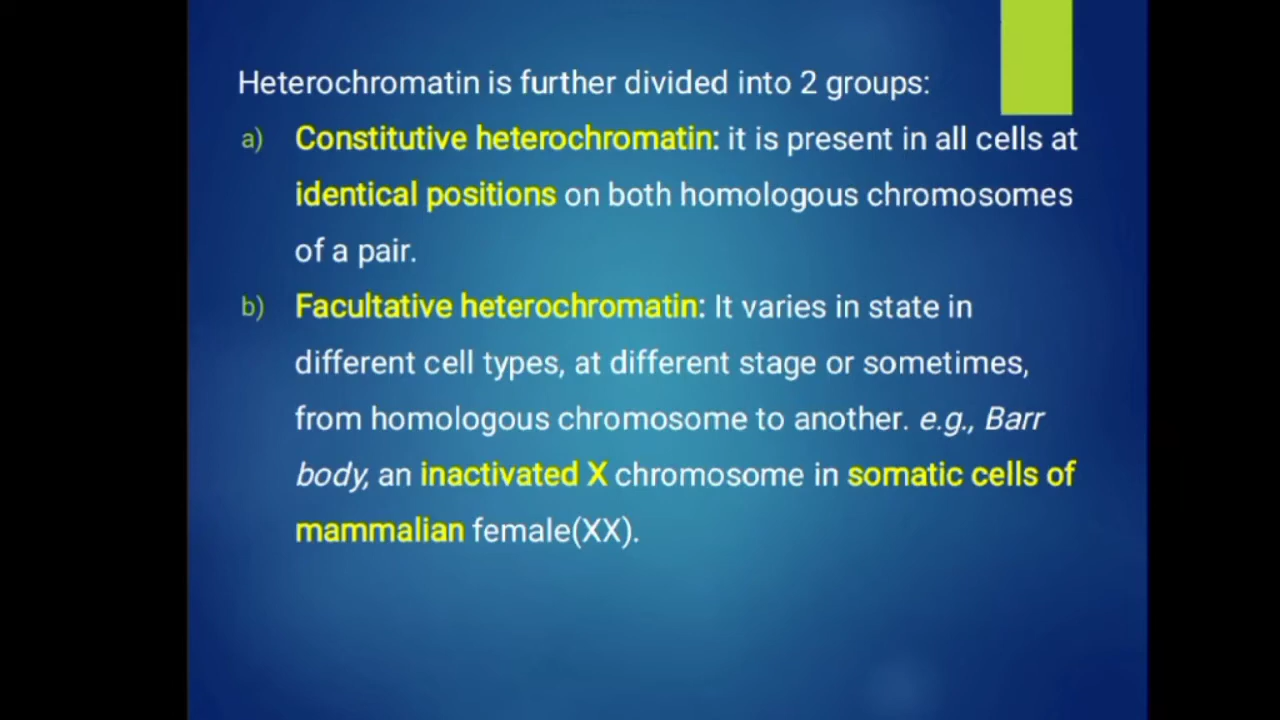 Heterochromatin is further divided into 2 groups:
a) Constitutive heterochromatin: it is present in all cells at
identical positions on both homologous chromosomes
of a pair.
b) Facultative heterochromatin: It varies in state in
different cell types, at different stage or sometimes,
from homologous chromosome to another. e.g., Barr
body, an inactivated X chromosome in somatic cells of
mammalian female(XX).